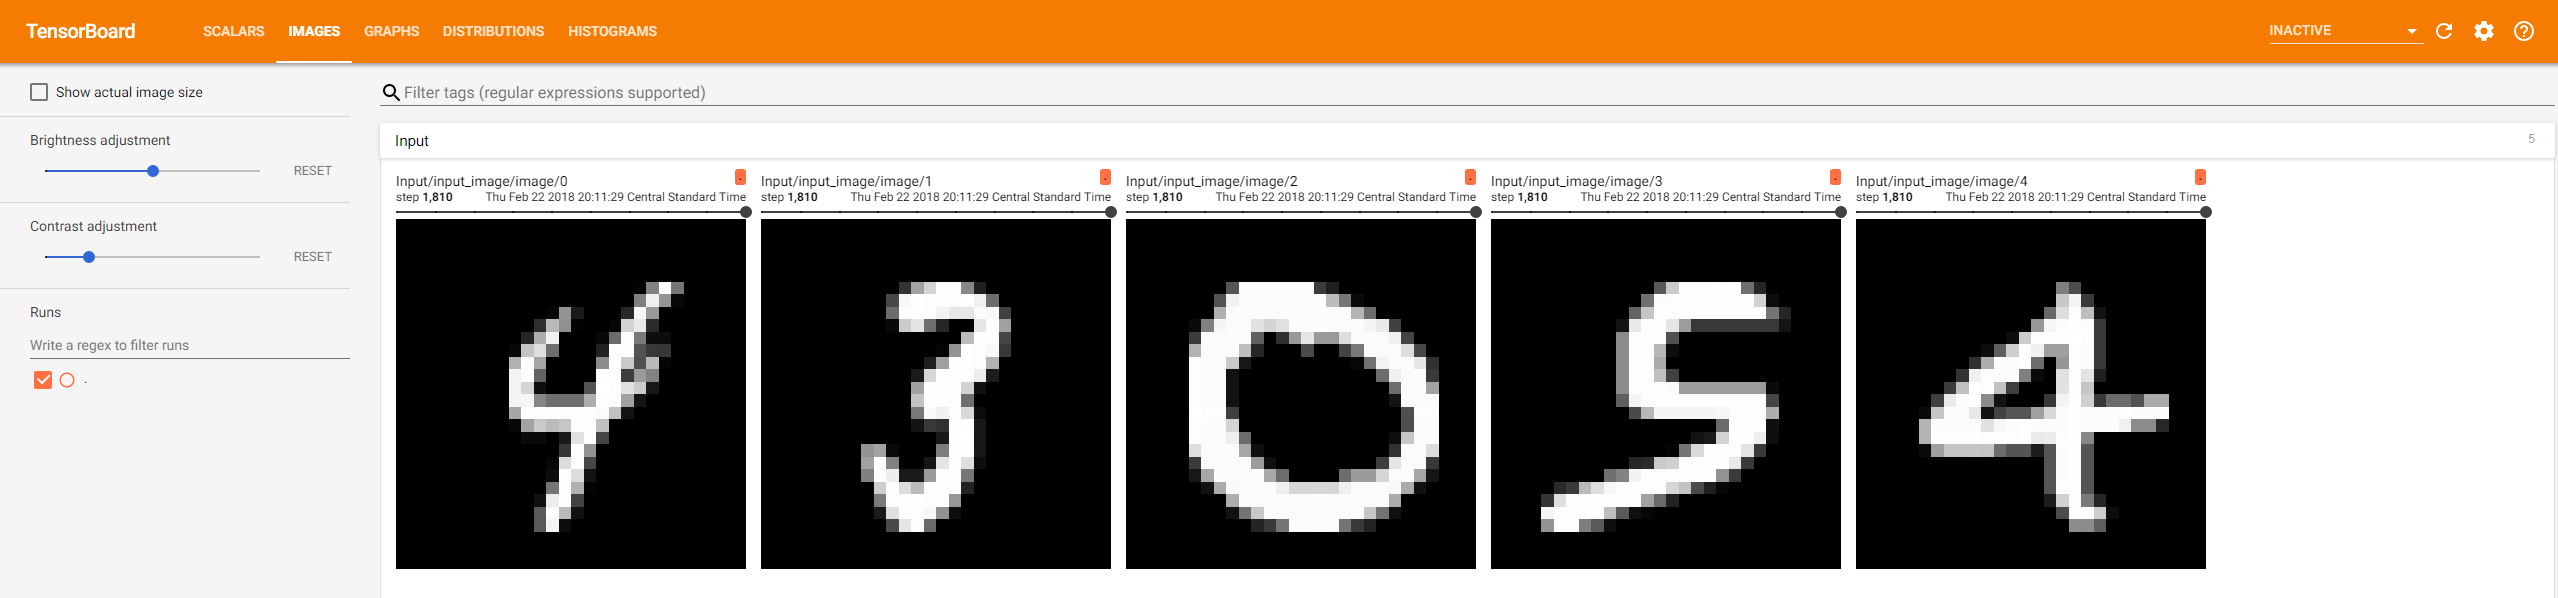 TensorBoard SCALARS IMAGES GRAPHS DISTRIBUTIONS HISTOGRAMS INACTIVE
Show actual image size
Brightness adjustment
RESET
Contrast adjustment
RESET
Runs
Write a regex to filter runs
.
Filter tags (regular expressions supported)
Input 5
Input/input_image/image/0 .
step 1,810 Thu Feb 22 2018 20:11:29 Central Standard Time
4
Input/input_image/image/1 .
step 1,810 Thu Feb 22 2018 20:11:29 Central Standard Time
3
Input/input_image/image/2 .
step 1,810 Thu Feb 22 2018 20:11:29 Central Standard Time
0
Input/input_image/image/3 .
step 1,810 Thu Feb 22 2018 20:11:29 Central Standard Time
5
Input/input_image/image/4 .
step 1,810 Thu Feb 22 2018 20:11:29 Central Standard Time
4